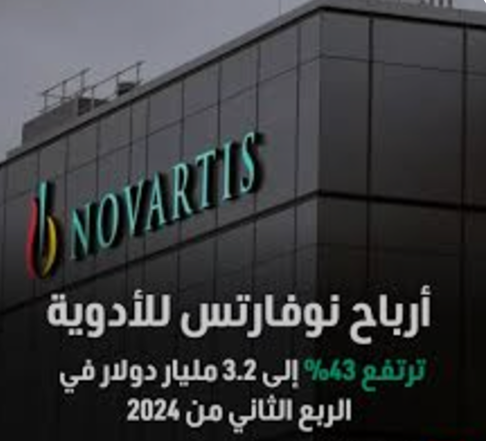 NOVARTIS
أرباح نوفارتس للأدوية
ترتفع 43% إلى 3.2 مليار دولار في
الربع الثاني من 2024